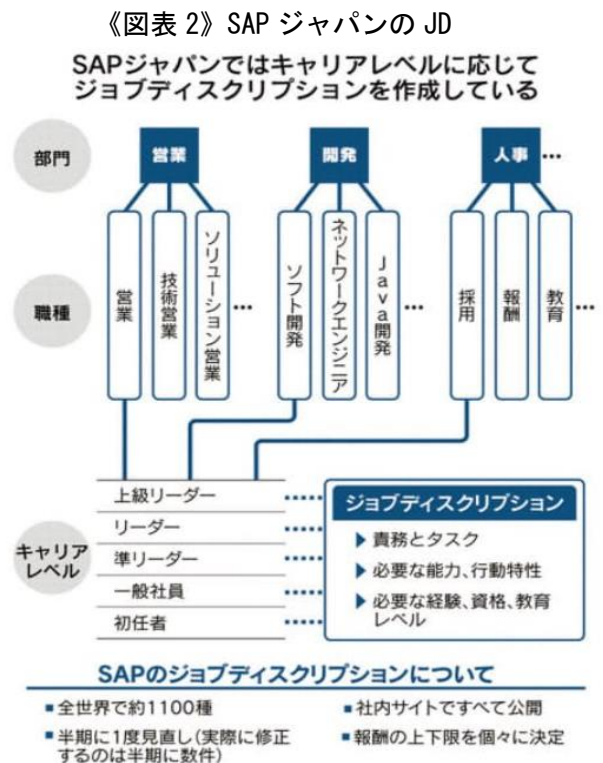 《図表 2》SAP ジャパンの JD
SAPジャパンではキャリアレベルに応じて
ジョブディスクリプションを作成している
部門
営業
開発
人事
…
職種
営業
技術営業
ソリューション営業
…
ソフト開発
ネットワークエンジニア
Java開発
…
採用
報酬
教育
…
キャリア
レベル
上級リーダー
リーダー
準リーダー
一般社員
初任者
ジョブディスクリプション
▶責務とタスク
▶必要な能力、行動特性
▶必要な経験、資格、教育
レベル
SAPのジョブディスクリプションについて
■全世界で約1100種
■半期に1度見直し(実際に修正
するのは半期に数件)
■社内サイトですべて公開
■報酬の上下限を個々に決定